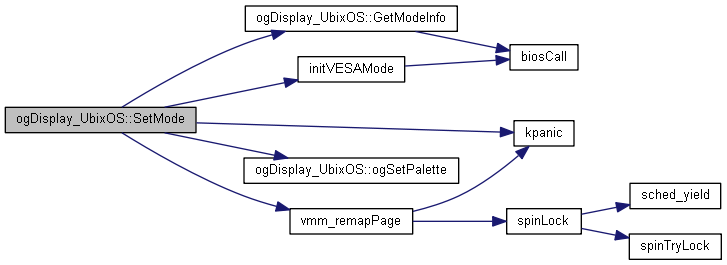 ogDisplay_UbixOS::GetModeInfo
biosCall
initVESAMode
ogDisplay_UbixOS::SetMode
kpanic
ogDisplay_UbixOS::ogSetPalette
sched_yield
vmm_remapPage
spinLock
spinTryLock